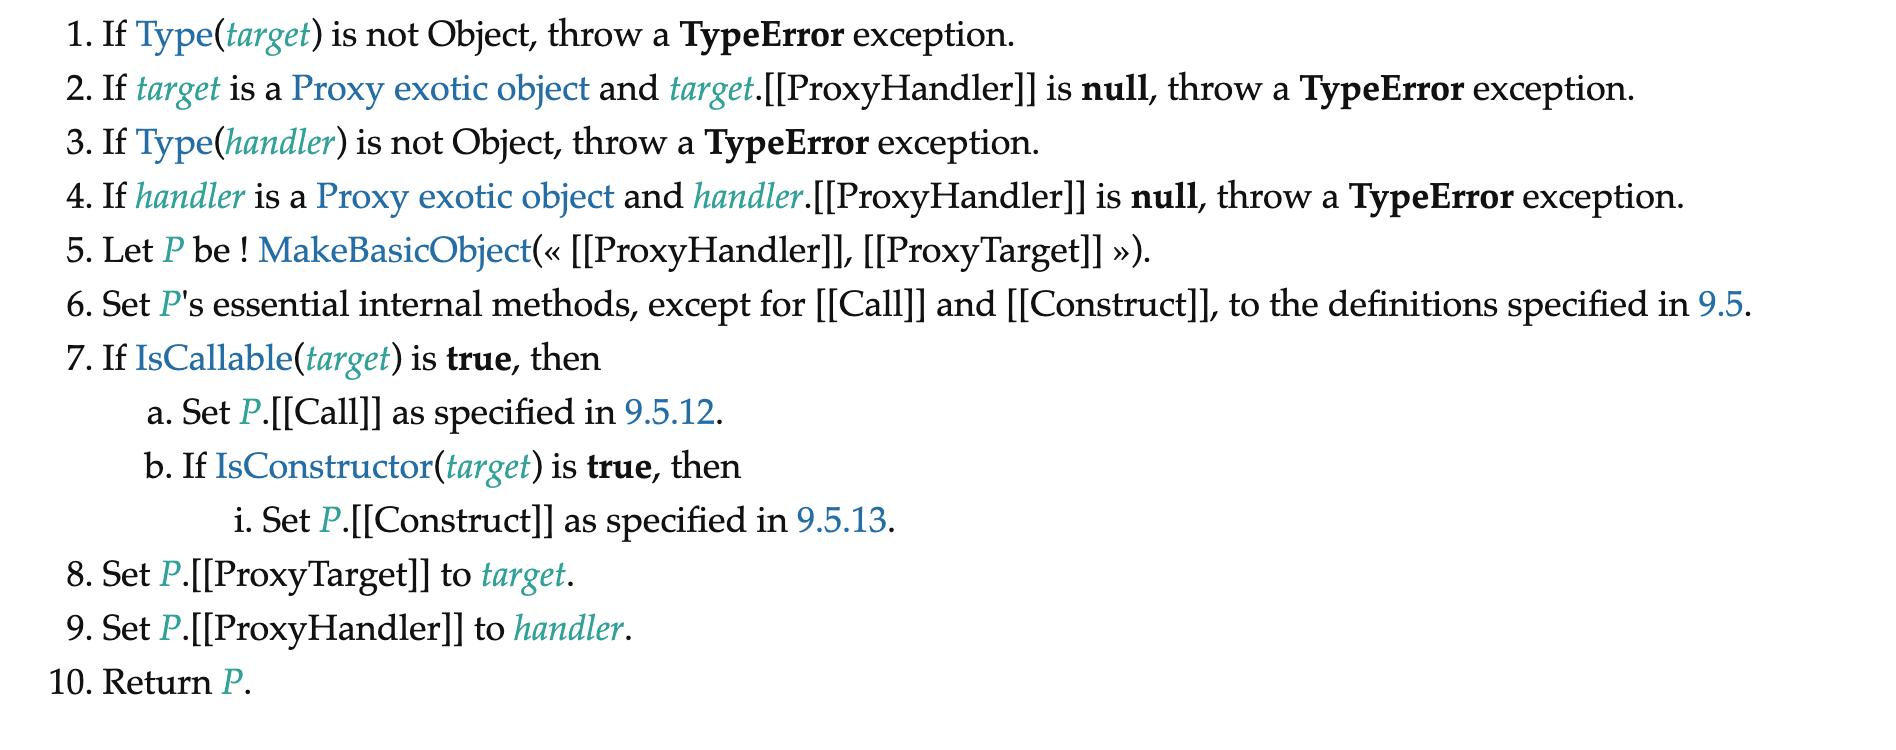 1. If Type(target) is not Object, throw a TypeError exception.
2. If target is a Proxy exotic object and target.[[ProxyHandler]] is null, throw a TypeError exception.
3. If Type(handler) is not Object, throw a TypeError exception.
4. If handler is a Proxy exotic object and handler.[[ProxyHandler]] is null, throw a TypeError exception.
5. Let P be ! MakeBasicObject(« [[ProxyHandler]], [[ProxyTarget]] »).
6. Set P's essential internal methods, except for [[Call]] and [[Construct]], to the definitions specified in 9.5.
7. If IsCallable(target) is true, then
a. Set P.[[Call]] as specified in 9.5.12.
b. If IsConstructor(target) is true, then
i. Set P.[[Construct]] as specified in 9.5.13.
8. Set P.[[ProxyTarget]] to target.
9. Set P.[[ProxyHandler]] to handler.
10. Return P.